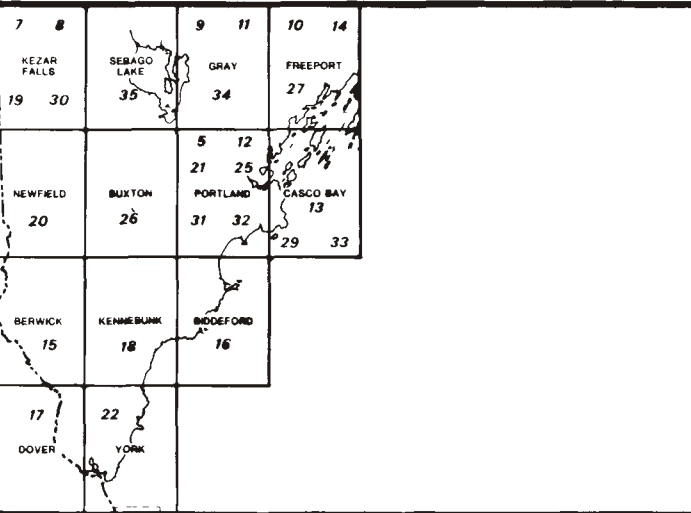 7 8 9 11 10 14
KEZAR FALLS SEBAGO LAKE GRAY FREEPORT
19 30 35 34 27
5 12
21 25
NEWFIELD BUXTON PORTLAND CASCO BAY
20 26 31 32 13
29 33
BERWICK KENNEBUNK BIDDEFORD
15 18 16
17 22
DOVER YORK